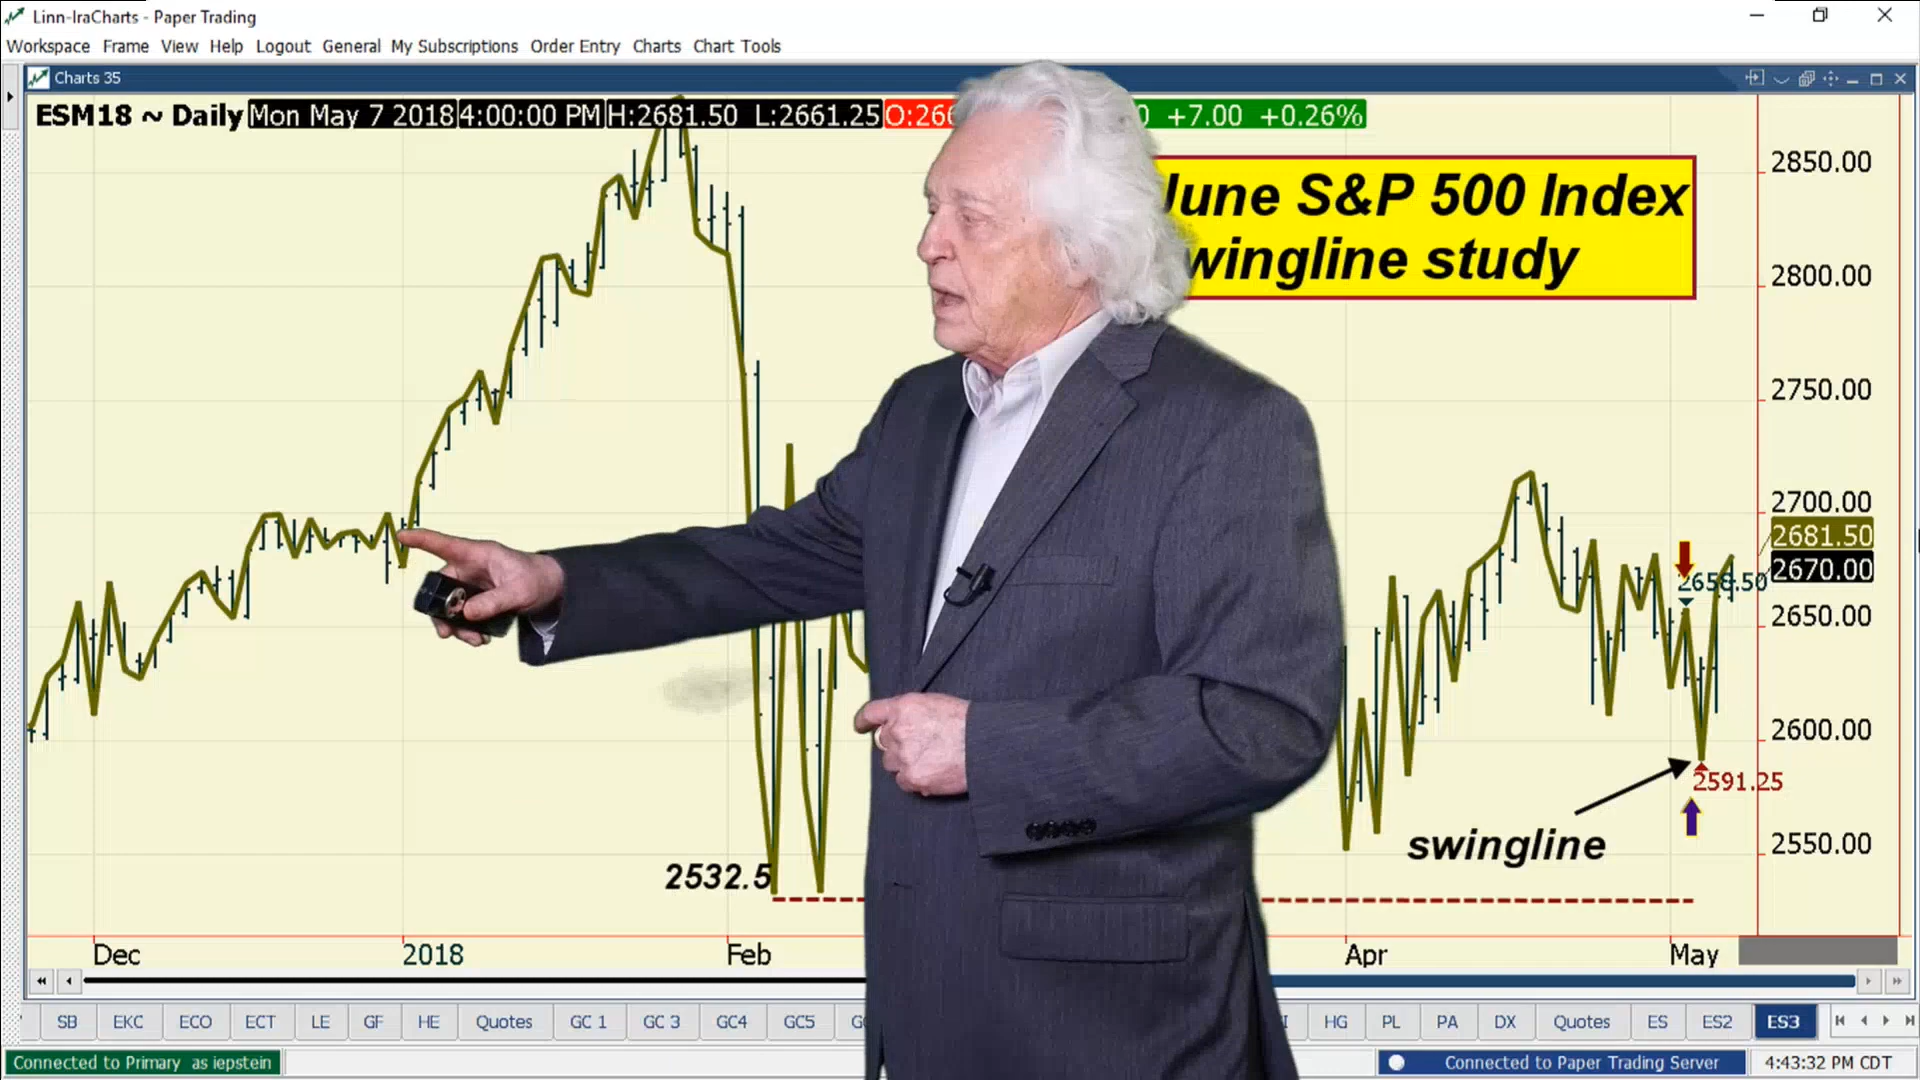 Linn-IraCharts - Paper Trading
Workspace Frame View Help Logout General My Subscriptions Order Entry Charts Chart Tools
Charts 35
ESM18 ~ Daily Mon May 7 2018 4:00:00 PM H:2681.50 L:2661.25 O:266 0 +7.00 +0.26%
June S&P 500 Index
wingline study
2850.00
2800.00
2750.00
2700.00
2681.50
2670.00
2658.50
2650.00
2600.00
2591.25
2550.00
swingline
2532.5
Dec 2018 Feb Apr May
SB EKC ECO ECT LE GF HE Quotes GC 1 GC 3 GC4 GC5 HG PL PA DX Quotes ES ES2 ES3
Connected to Primary as iepstein Connected to Paper Trading Server 4:43:32 PM CDT